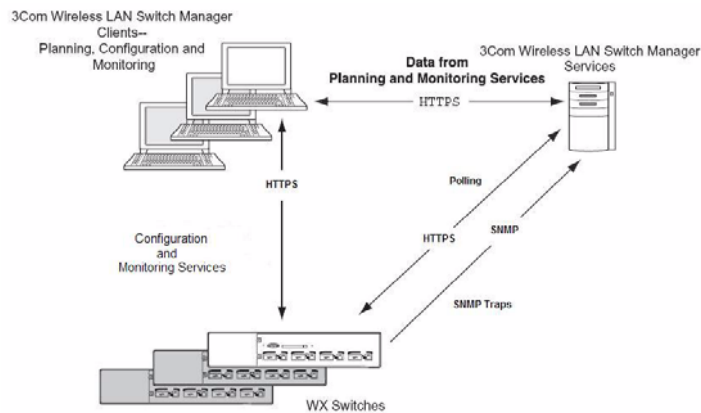 3Com Wireless LAN Switch Manager
Clients--
Planning, Configuration and
Monitoring
Data from
Planning and Monitoring Services
HTTPS
3Com Wireless LAN Switch Manager
Services
HTTPS
Polling
HTTPS
SNMP
Configuration
and
Monitoring Services
SNMP Traps
WX Switches